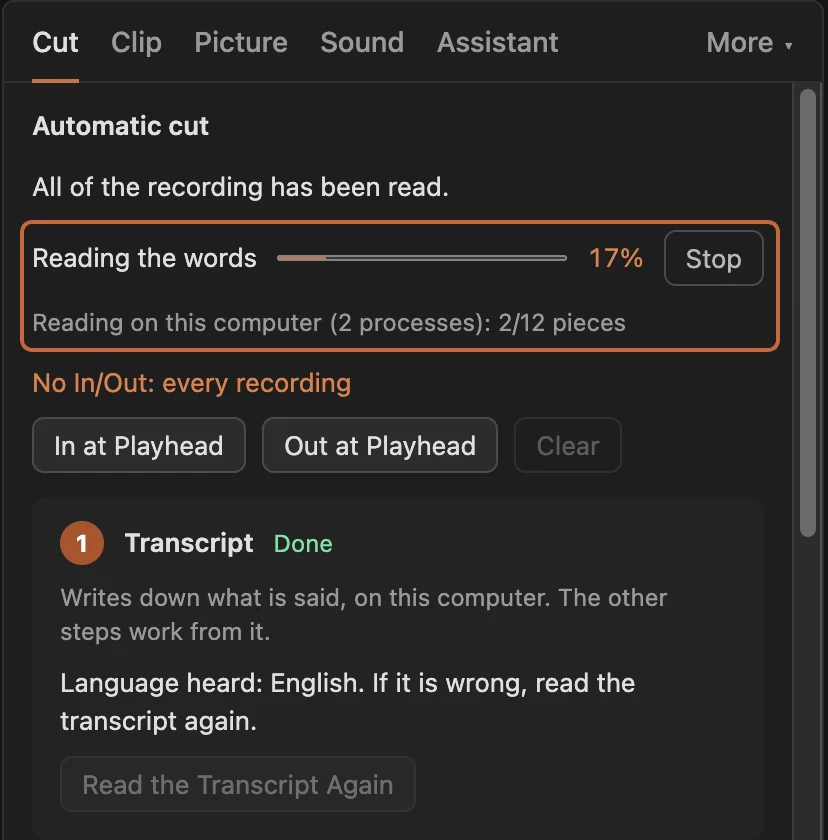 Cut Clip Picture Sound Assistant More ▾
Automatic cut
All of the recording has been read.
Reading the words 17% Stop
Reading on this computer (2 processes): 2/12 pieces
No In/Out: every recording
In at Playhead Out at Playhead Clear
1 Transcript Done
Writes down what is said, on this computer. The other
steps work from it.
Language heard: English. If it is wrong, read the
transcript again.
Read the Transcript Again